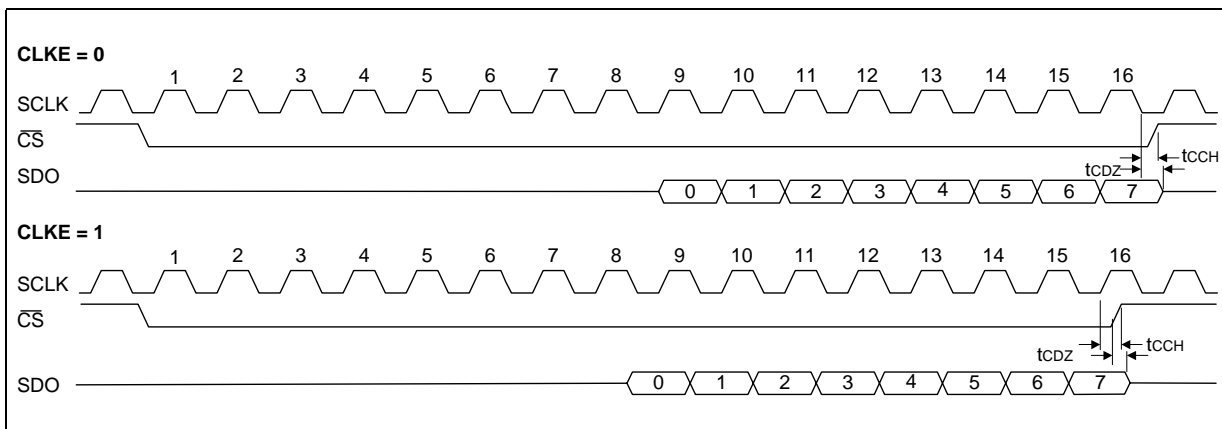 CLKE = 0
1 2 3 4 5 6 7 8 9 10 11 12 13 14 15 16
SCLK
CS
tCCH
tCDZ
SDO
0 1 2 3 4 5 6 7
CLKE = 1
1 2 3 4 5 6 7 8 9 10 11 12 13 14 15 16
SCLK
CS
tCDZ tCCH
SDO
0 1 2 3 4 5 6 7